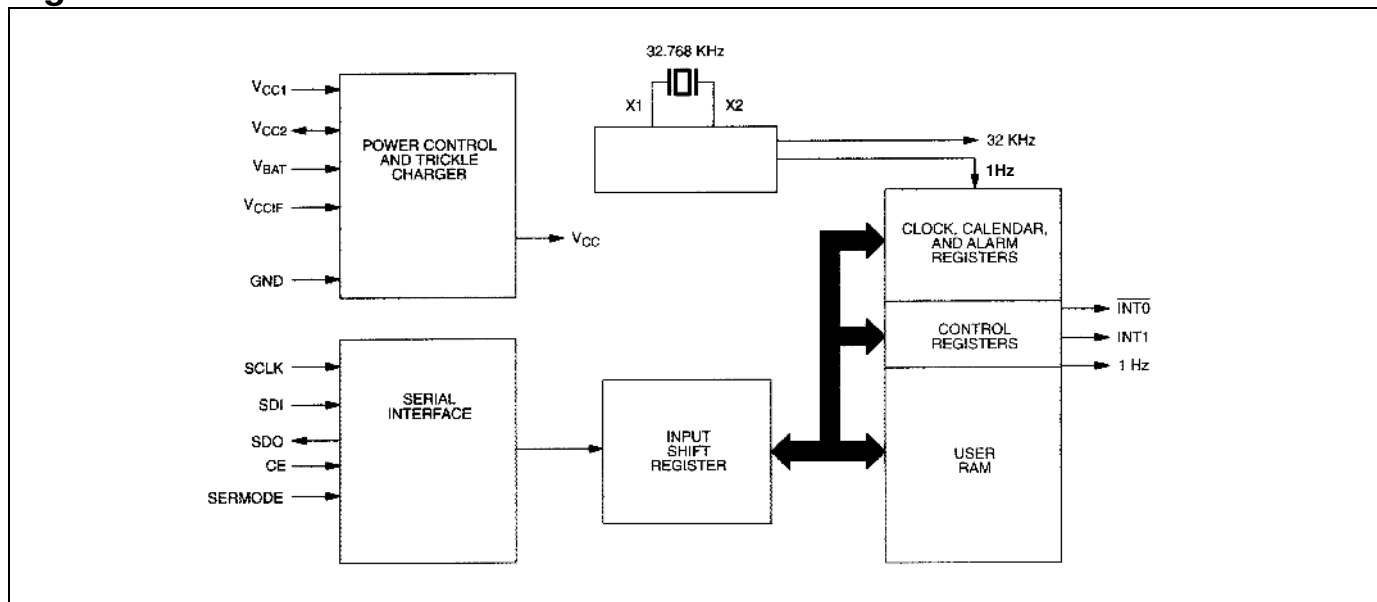 32.768 KHz
X1
X2
32 KHz
1Hz
VCC1
VCC2
VBAT
VCCIF
GND
POWER CONTROL
AND TRICKLE
CHARGER
VCC
CLOCK, CALENDAR,
AND ALARM
REGISTERS
CONTROL
REGISTERS
INT0
INT1
1 Hz
USER
RAM
SCLK
SDI
SDO
CE
SERMODE
SERIAL
INTERFACE
INPUT
SHIFT
REGISTER